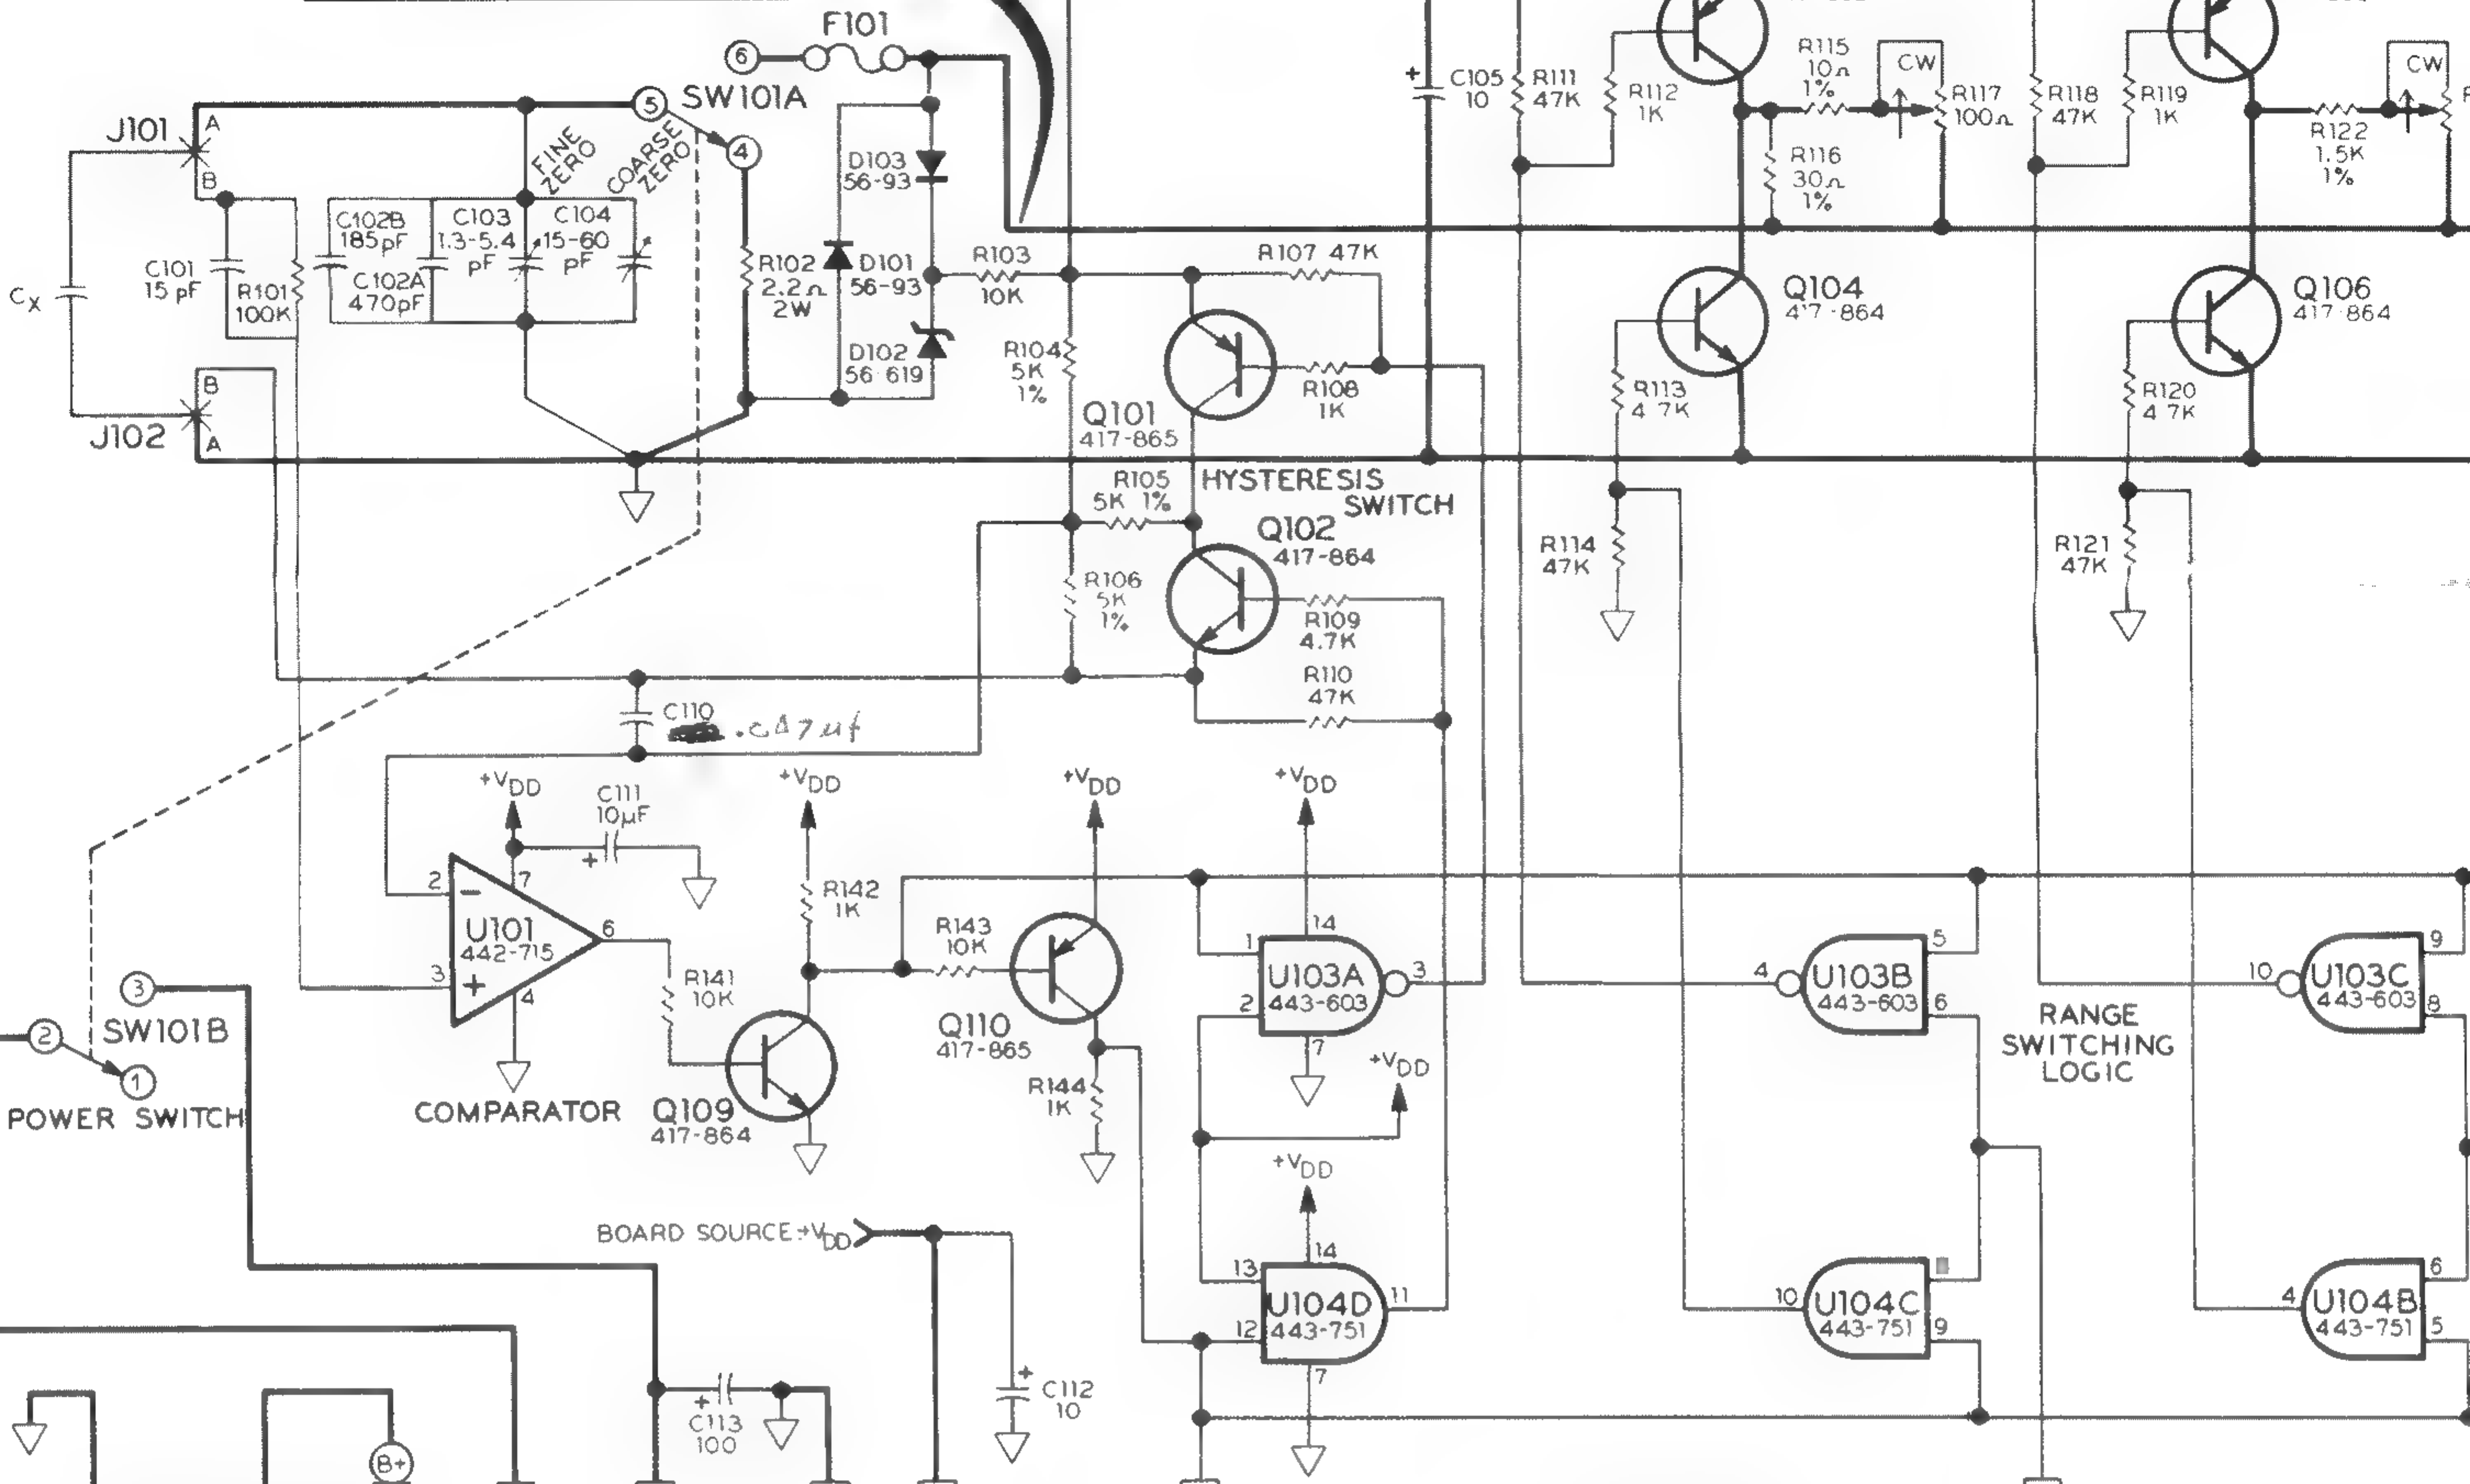 F101
6
5
SW101A
4
J101
A
B
FINE ZERO
COARSE ZERO
CX
C101
15 pF
R101
100K
C102B
185pF
C102A
470pF
C103
1.3-5.4
pF
C104
15-60
pF
R102
2.2Ω
2W
D103
56-93
D101
56-93
D102
56-619
R103
10K
R104
5K
1%
R107 47K
R108
1K
Q101
417-865
J102
B
A
C105
10
+
R111
47K
R112
1K
R115
10Ω
1%
CW
R117
100Ω
R116
30Ω
1%
R118
47K
R119
1K
R122
1.5K
1%
CW
Q104
417-864
Q106
417-864
R113
4.7K
R120
4.7K
R105
5K 1%
HYSTERESIS
SWITCH
Q102
417-864
R106
5K
1%
R109
4.7K
R110
47K
R114
47K
R121
47K
C110
.047uf
+VDD
C111
10μF
+
+VDD
+VDD
+VDD
2
-
7
U101
442-715
6
3
+
4
COMPARATOR
R142
1K
R141
10K
R143
10K
Q109
417-864
Q110
417-865
R144
1K
1
14
U103A
443-603
3
2
7
+VDD
4
U103B
443-603
5
6
10
U103C
443-603
9
8
RANGE
SWITCHING
LOGIC
3
2
SW101B
1
POWER SWITCH
BOARD SOURCE:+VDD
+VDD
14
13
U104D
443-751
11
12
7
10
U104C
443-751
9
4
U104B
443-751
6
5
+
C113
100
+
C112
10
B+